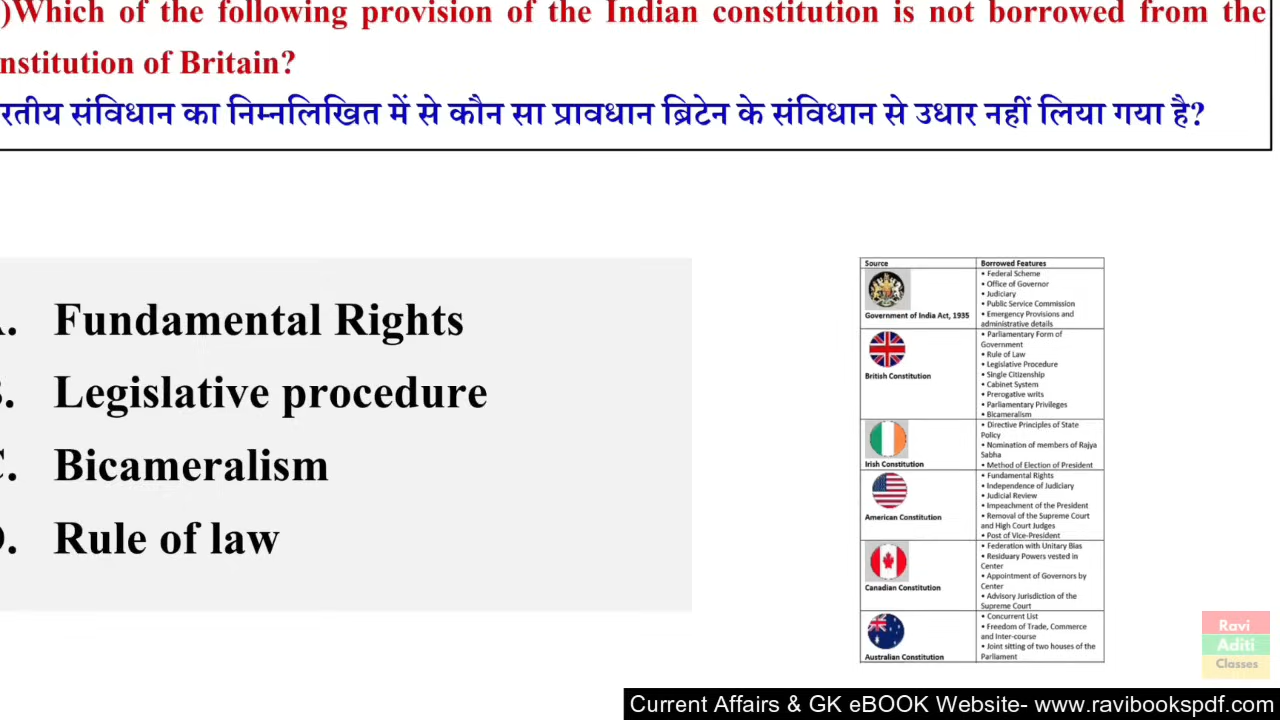 )Which of the following provision of the Indian constitution is not borrowed from the
nstitution of Britain?
रतीय संविधान का निम्नलिखित में से कौन सा प्रावधान ब्रिटेन के संविधान से उधार नहीं लिया गया है?
. Fundamental Rights
. Legislative procedure
. Bicameralism
. Rule of law
Source Borrowed Features
Government of India Act, 1935
• Federal Scheme
• Office of Governor
• Judiciary
• Public Service Commission
• Emergency Provisions and
administrative details
British Constitution
• Parliamentary Form of
Government
• Rule of Law
• Legislative Procedure
• Single Citizenship
• Cabinet System
• Prerogative writs
• Parliamentary Privileges
• Bicameralism
Irish Constitution
• Directive Principles of State
Policy
• Nomination of members of Rajya
Sabha
• Method of Election of President
American Constitution
• Fundamental Rights
• Independence of Judiciary
• Judicial Review
• Impeachment of the President
• Removal of the Supreme Court
and High Court Judges
• Post of Vice-President
Canadian Constitution
• Federation with Unitary Bias
• Residuary Powers vested in
Center
• Appointment of Governors by
Center
• Advisory Jurisdiction of the
Supreme Court
Australian Constitution
• Concurrent List
• Freedom of Trade, Commerce
and Inter-course
• Joint sitting of two houses of the
Parliament
Ravi
Aditi
Classes
Current Affairs & GK eBOOK Website- www.ravibookspdf.com